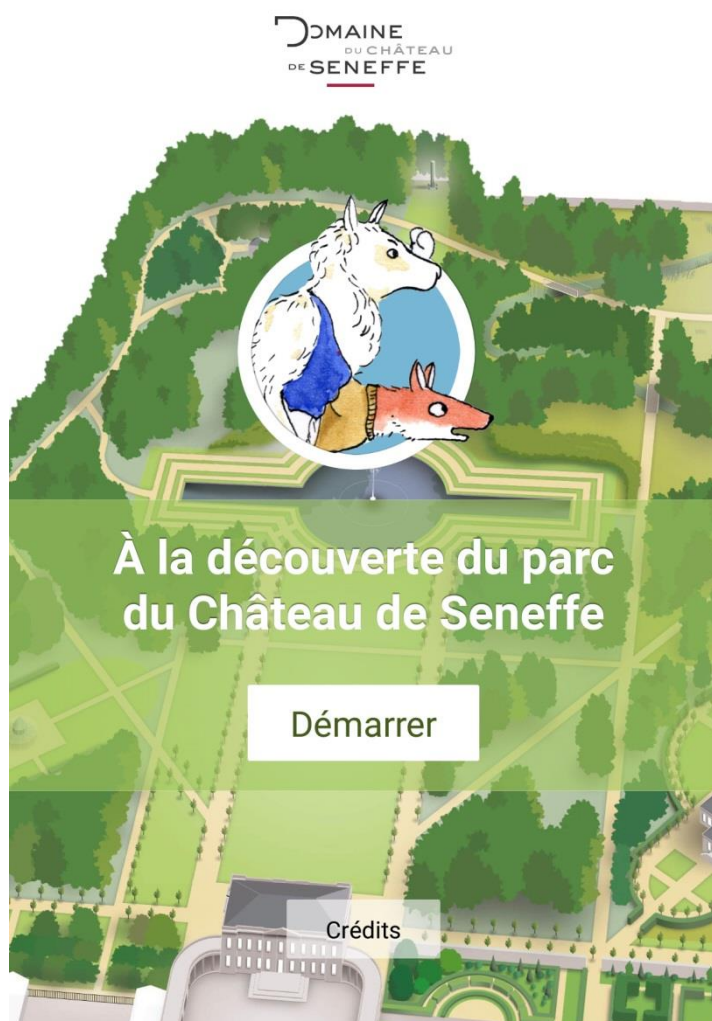 DOMAINE
DU CHÂTEAU
DE SENEFFE
À la découverte du parc
du Château de Seneffe
Démarrer
Crédits